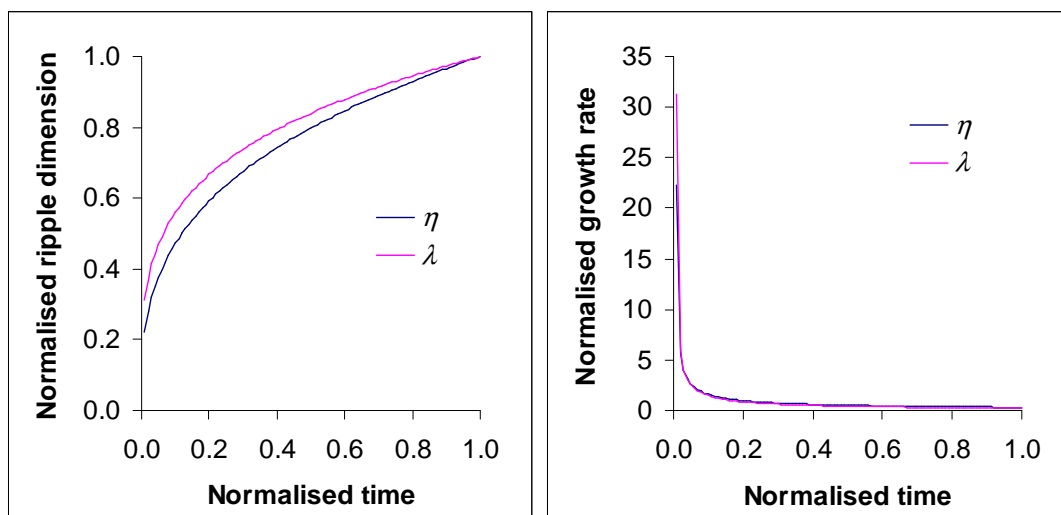 Normalised ripple dimension
1.0
0.8
0.6
0.4
0.2
0.0
η
λ
0.0 0.2 0.4 0.6 0.8 1.0
Normalised time
Normalised growth rate
35
30
25
20
15
10
5
0
η
λ
0.0 0.2 0.4 0.6 0.8 1.0
Normalised time